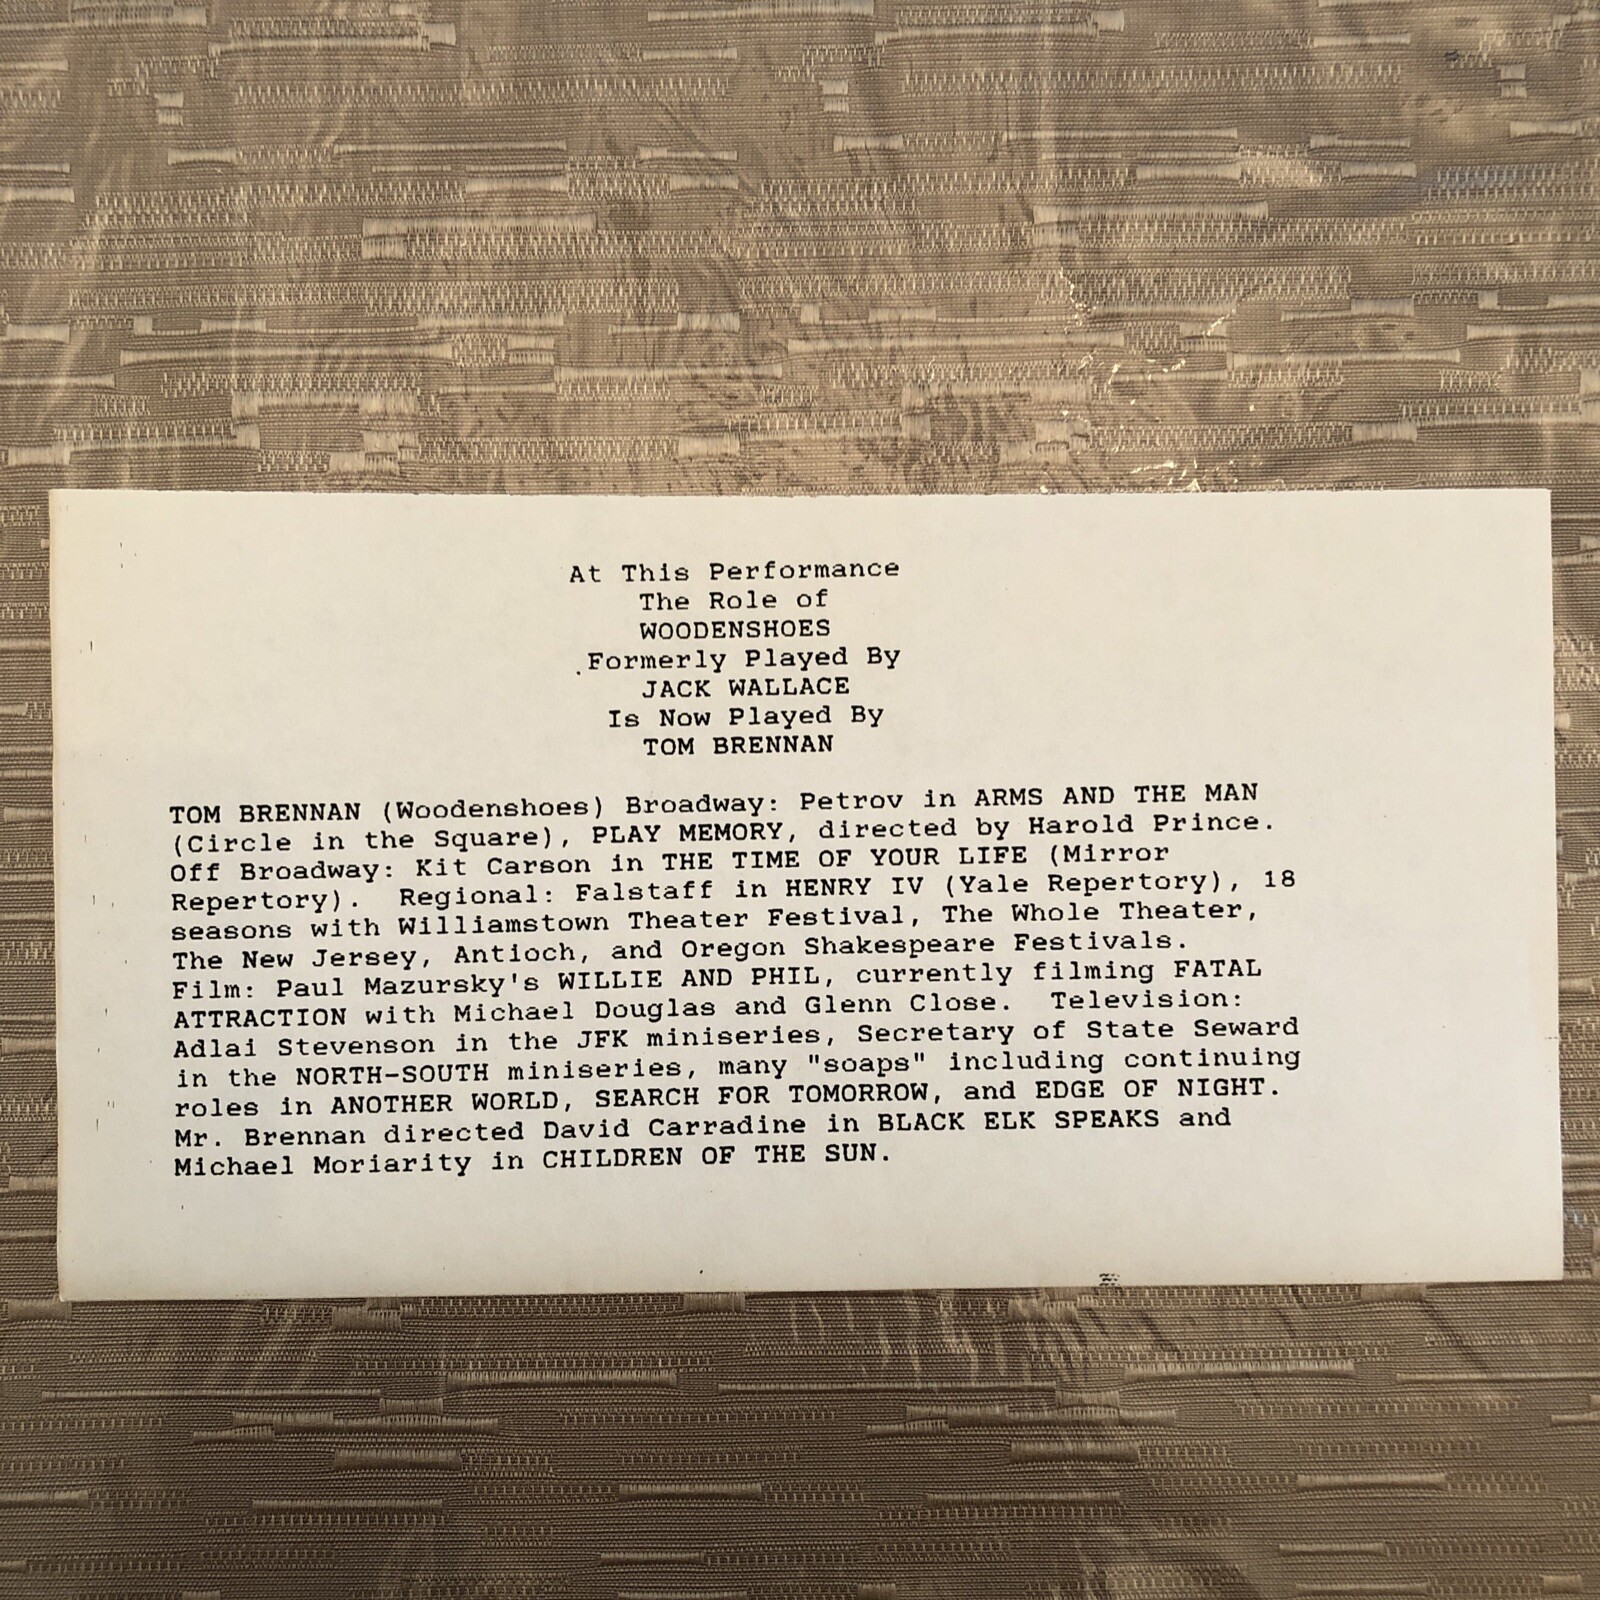 At This Performance
The Role of
WOODENSHOES
Formerly Played By
JACK WALLACE
Is Now Played By
TOM BRENNAN
TOM BRENNAN (Woodenshoes) Broadway: Petrov in ARMS AND THE MAN
(Circle in the Square), PLAY MEMORY, directed by Harold Prince.
Off Broadway: Kit Carson in THE TIME OF YOUR LIFE (Mirror
Repertory). Regional: Falstaff in HENRY IV (Yale Repertory), 18
seasons with Williamstown Theater Festival, The Whole Theater,
The New Jersey, Antioch, and Oregon Shakespeare Festivals.
Film: Paul Mazursky's WILLIE AND PHIL, currently filming FATAL
ATTRACTION with Michael Douglas and Glenn Close. Television:
Adlai Stevenson in the JFK miniseries, Secretary of State Seward
in the NORTH-SOUTH miniseries, many "soaps" including continuing
roles in ANOTHER WORLD, SEARCH FOR TOMORROW, and EDGE OF NIGHT.
Mr. Brennan directed David Carradine in BLACK ELK SPEAKS and
Michael Moriarity in CHILDREN OF THE SUN.